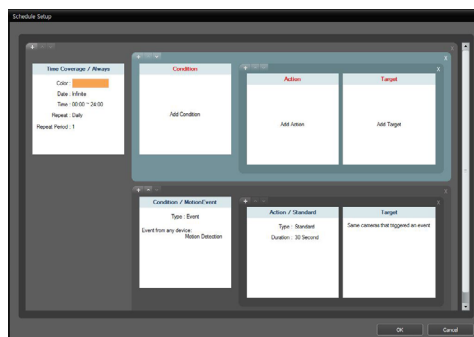 Schedule Setup
Time Coverage / Always
Color :
Date : Infinite
Time : 00:00 ~ 24:00
Repeat : Daily
Repeat Period : 1
Condition
Add Condition
Action
Add Action
Target
Add Target
Condition / MotionEvent
Type : Event
Event from any device:
Motion Detection
Action / Standard
Type : Standard
Duration : 30 Second
Target
Same cameras that triggered an event
OK
Cancel